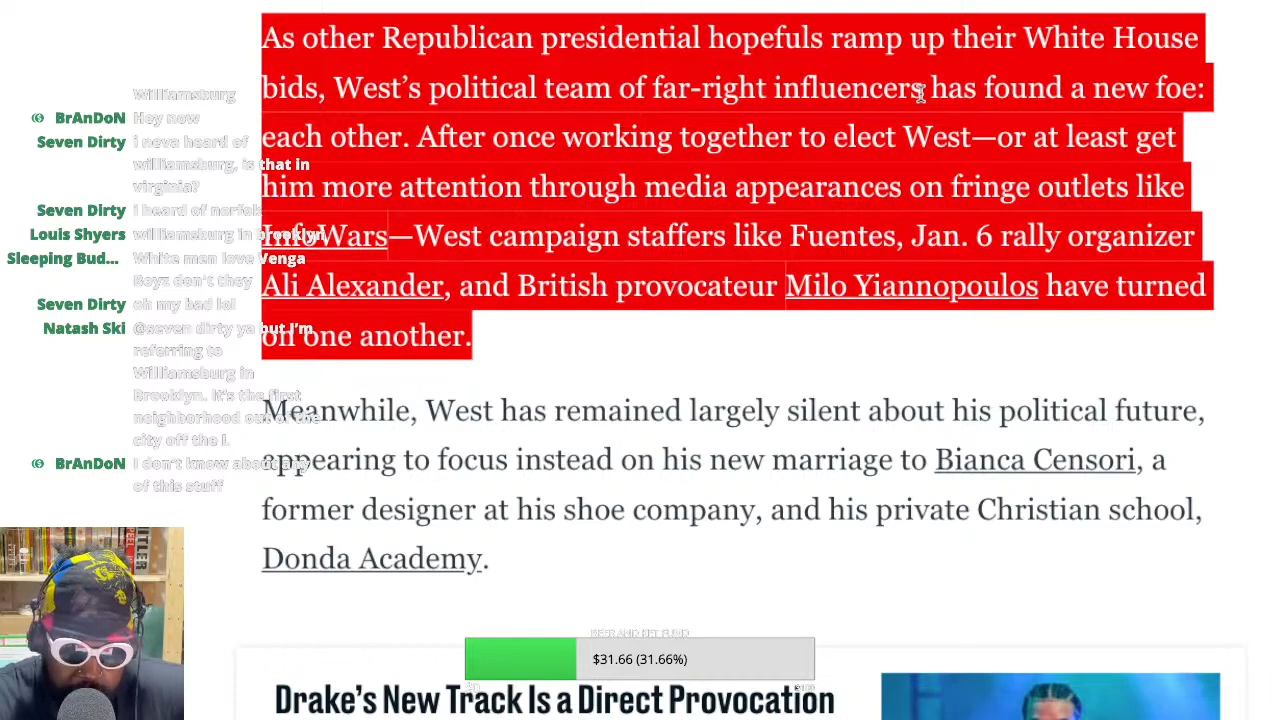 As other Republican presidential hopefuls ramp up their White House
bids, West’s political team of far-right influencers has found a new foe:
each other. After once working together to elect West—or at least get
him more attention through media appearances on fringe outlets like
InfoWars—West campaign staffers like Fuentes, Jan. 6 rally organizer
Ali Alexander, and British provocateur Milo Yiannopoulos have turned
on one another.
Meanwhile, West has remained largely silent about his political future,
appearing to focus instead on his new marriage to Bianca Censori, a
former designer at his shoe company, and his private Christian school,
Donda Academy.
Williamsburg
BrAnDoN Hey now
Seven Dirty i neva heard of
williamsburg, is that in
virginia?
Seven Dirty i heard of norfolk
Louis Shyers williamsburg in brooklyn
Sleeping Bud... White men love Venga
Boyz don't they
Seven Dirty oh my bad lol
Natash Ski @seven dirty ya but I'm
referring to
Williamsburg in
Brooklyn. It's the first
neighborhood out of the
city off the l.
BrAnDoN I don't know about any
of this stuff
$31.66 (31.66%)
Drake’s New Track Is a Direct Provocation